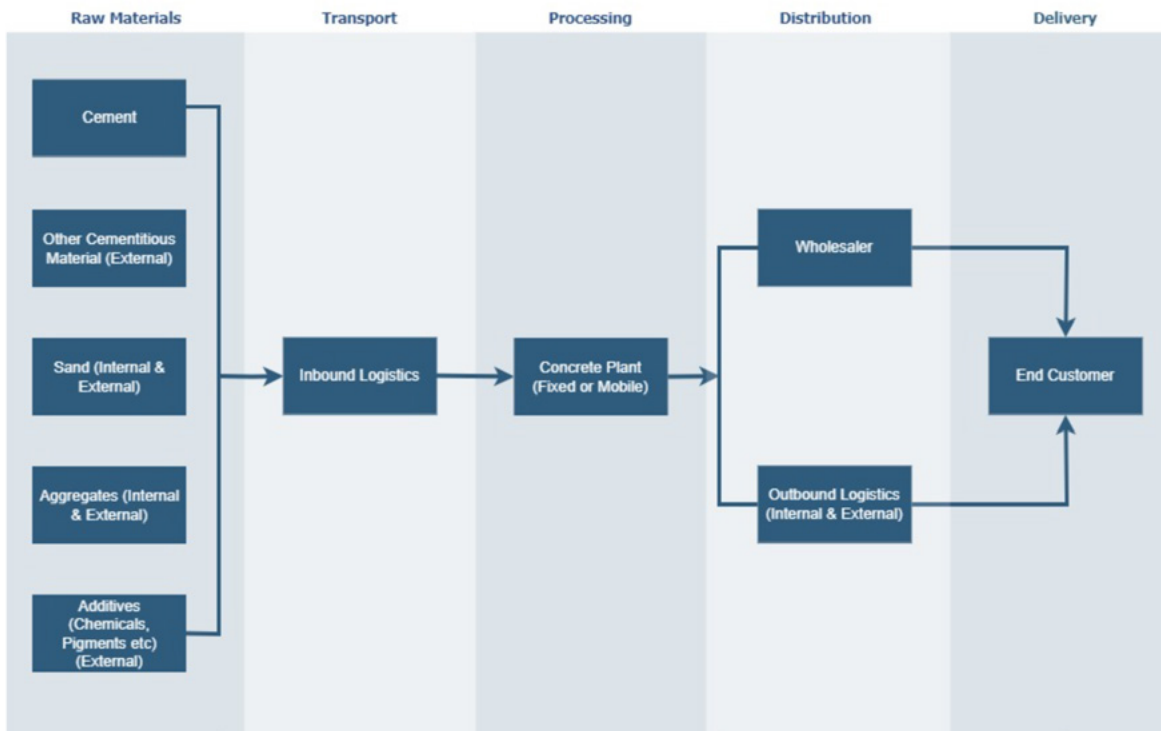 Raw Materials
Transport
Processing
Distribution
Delivery
Cement
Other Cementitious
Material (External)
Sand (Internal &
External)
Aggregates (Internal
& External)
Additives
(Chemicals,
Pigments etc)
(External)
Inbound Logistics
Concrete Plant
(Fixed or Mobile)
Wholesaler
Outbound Logistics
(Internal & External)
End Customer